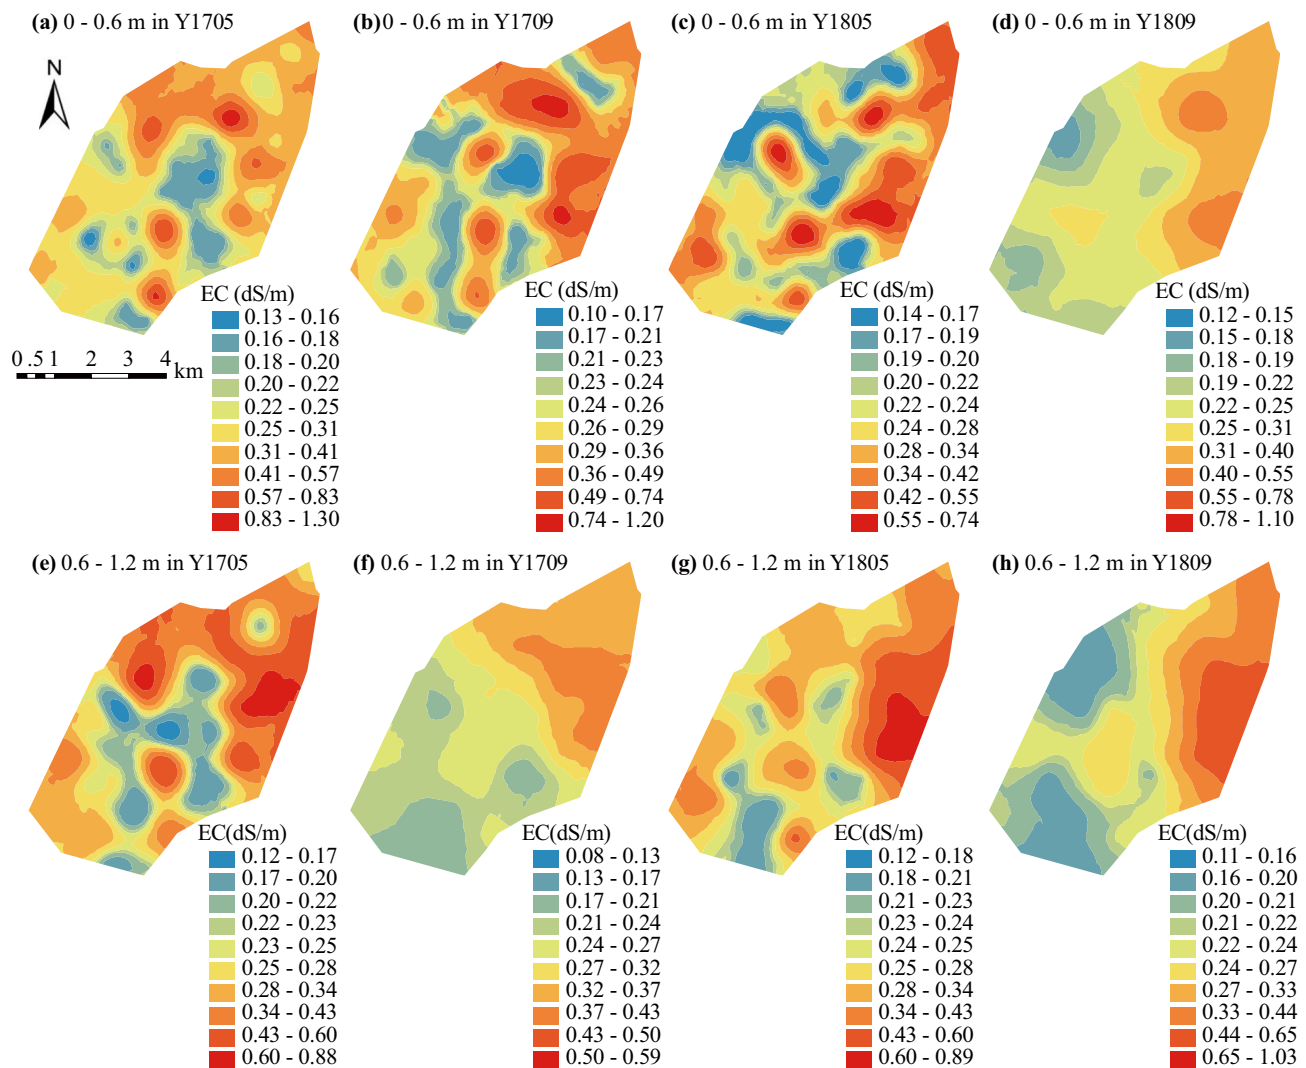 (a) 0 - 0.6 m in Y1705
(b) 0 - 0.6 m in Y1709
(c) 0 - 0.6 m in Y1805
(d) 0 - 0.6 m in Y1809
N
EC (dS/m)
0.13 - 0.16
0.16 - 0.18
0.18 - 0.20
0.20 - 0.22
0.22 - 0.25
0.25 - 0.31
0.31 - 0.41
0.41 - 0.57
0.57 - 0.83
0.83 - 1.30
0 .5 1 2 3 4
km
EC (dS/m)
0.10 - 0.17
0.17 - 0.21
0.21 - 0.23
0.23 - 0.24
0.24 - 0.26
0.26 - 0.29
0.29 - 0.36
0.36 - 0.49
0.49 - 0.74
0.74 - 1.20
EC (dS/m)
0.14 - 0.17
0.17 - 0.19
0.19 - 0.20
0.20 - 0.22
0.22 - 0.24
0.24 - 0.28
0.28 - 0.34
0.34 - 0.42
0.42 - 0.55
0.55 - 0.74
EC (dS/m)
0.12 - 0.15
0.15 - 0.18
0.18 - 0.19
0.19 - 0.22
0.22 - 0.25
0.25 - 0.31
0.31 - 0.40
0.40 - 0.55
0.55 - 0.78
0.78 - 1.10
(e) 0.6 - 1.2 m in Y1705
(f) 0.6 - 1.2 m in Y1709
(g) 0.6 - 1.2 m in Y1805
(h) 0.6 - 1.2 m in Y1809
EC(dS/m)
0.12 - 0.17
0.17 - 0.20
0.20 - 0.22
0.22 - 0.23
0.23 - 0.25
0.25 - 0.28
0.28 - 0.34
0.34 - 0.43
0.43 - 0.60
0.60 - 0.88
EC(dS/m)
0.08 - 0.13
0.13 - 0.17
0.17 - 0.21
0.21 - 0.24
0.24 - 0.27
0.27 - 0.32
0.32 - 0.37
0.37 - 0.43
0.43 - 0.50
0.50 - 0.59
EC(dS/m)
0.12 - 0.18
0.18 - 0.21
0.21 - 0.23
0.23 - 0.24
0.24 - 0.25
0.25 - 0.28
0.28 - 0.34
0.34 - 0.43
0.43 - 0.60
0.60 - 0.89
EC(dS/m)
0.11 - 0.16
0.16 - 0.20
0.20 - 0.21
0.21 - 0.22
0.22 - 0.24
0.24 - 0.27
0.27 - 0.33
0.33 - 0.44
0.44 - 0.65
0.65 - 1.03